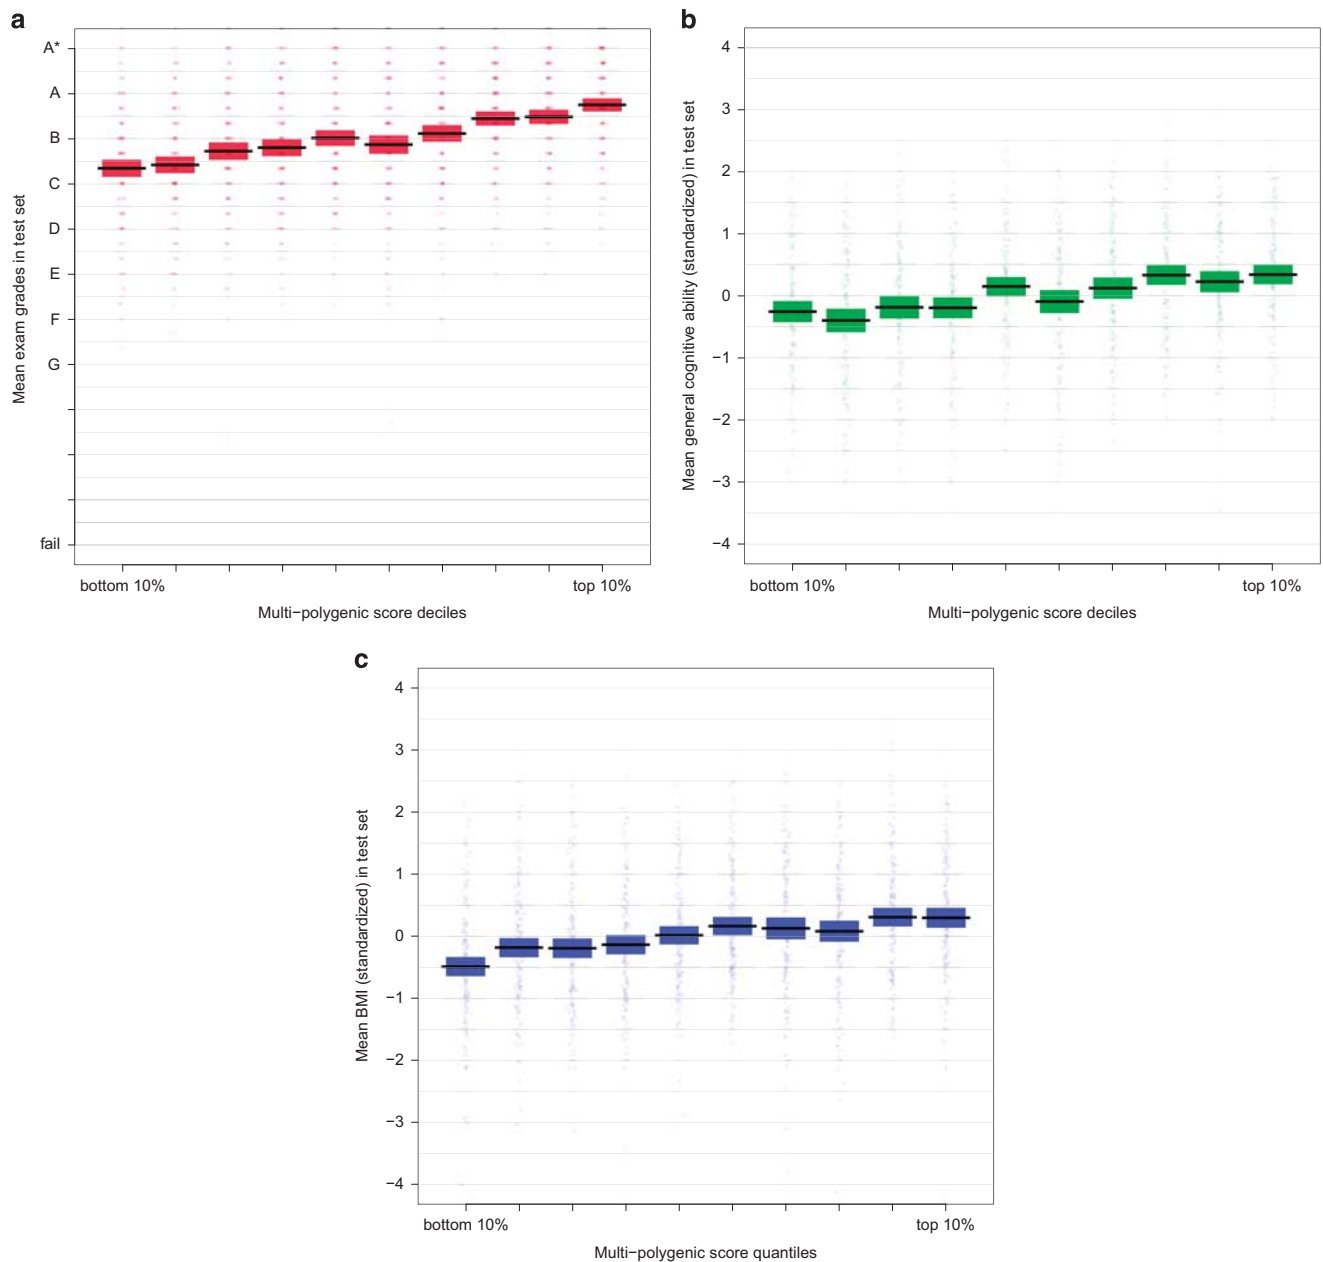 a
Mean exam grades in test set
A*
A
B
C
D
E
F
G
fail
bottom 10%
top 10%
Multi−polygenic score deciles
b
Mean general cognitive ability (standardized) in test set
4
3
2
1
0
−1
−2
−3
−4
bottom 10%
top 10%
Multi−polygenic score deciles
c
Mean BMI (standardized) in test set
4
3
2
1
0
−1
−2
−3
−4
bottom 10%
top 10%
Multi−polygenic score quantiles